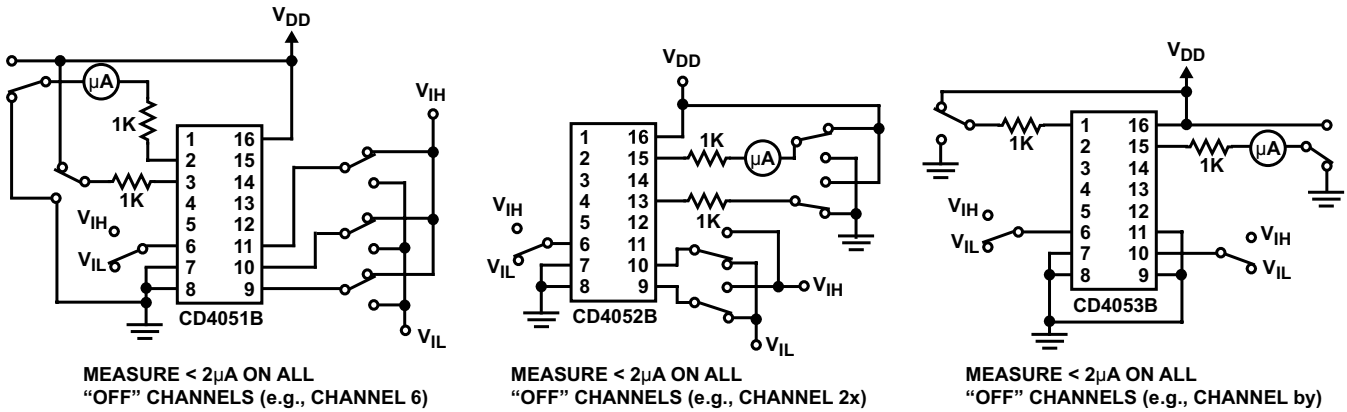 VDD
µA
1K
1K
VIH
VIL
1 16
2 15
3 14
4 13
5 12
6 11
7 10
8 9
CD4051B
VIH
VIL
MEASURE < 2µA ON ALL
“OFF” CHANNELS (e.g., CHANNEL 6)
VDD
1K
µA
1K
VIH
VIL
1 16
2 15
3 14
4 13
5 12
6 11
7 10
8 9
CD4052B
VIH
VIL
MEASURE < 2µA ON ALL
“OFF” CHANNELS (e.g., CHANNEL 2x)
VDD
1K
1K
µA
VIH
VIL
1 16
2 15
3 14
4 13
5 12
6 11
7 10
8 9
CD4053B
VIH
VIL
MEASURE < 2µA ON ALL
“OFF” CHANNELS (e.g., CHANNEL by)